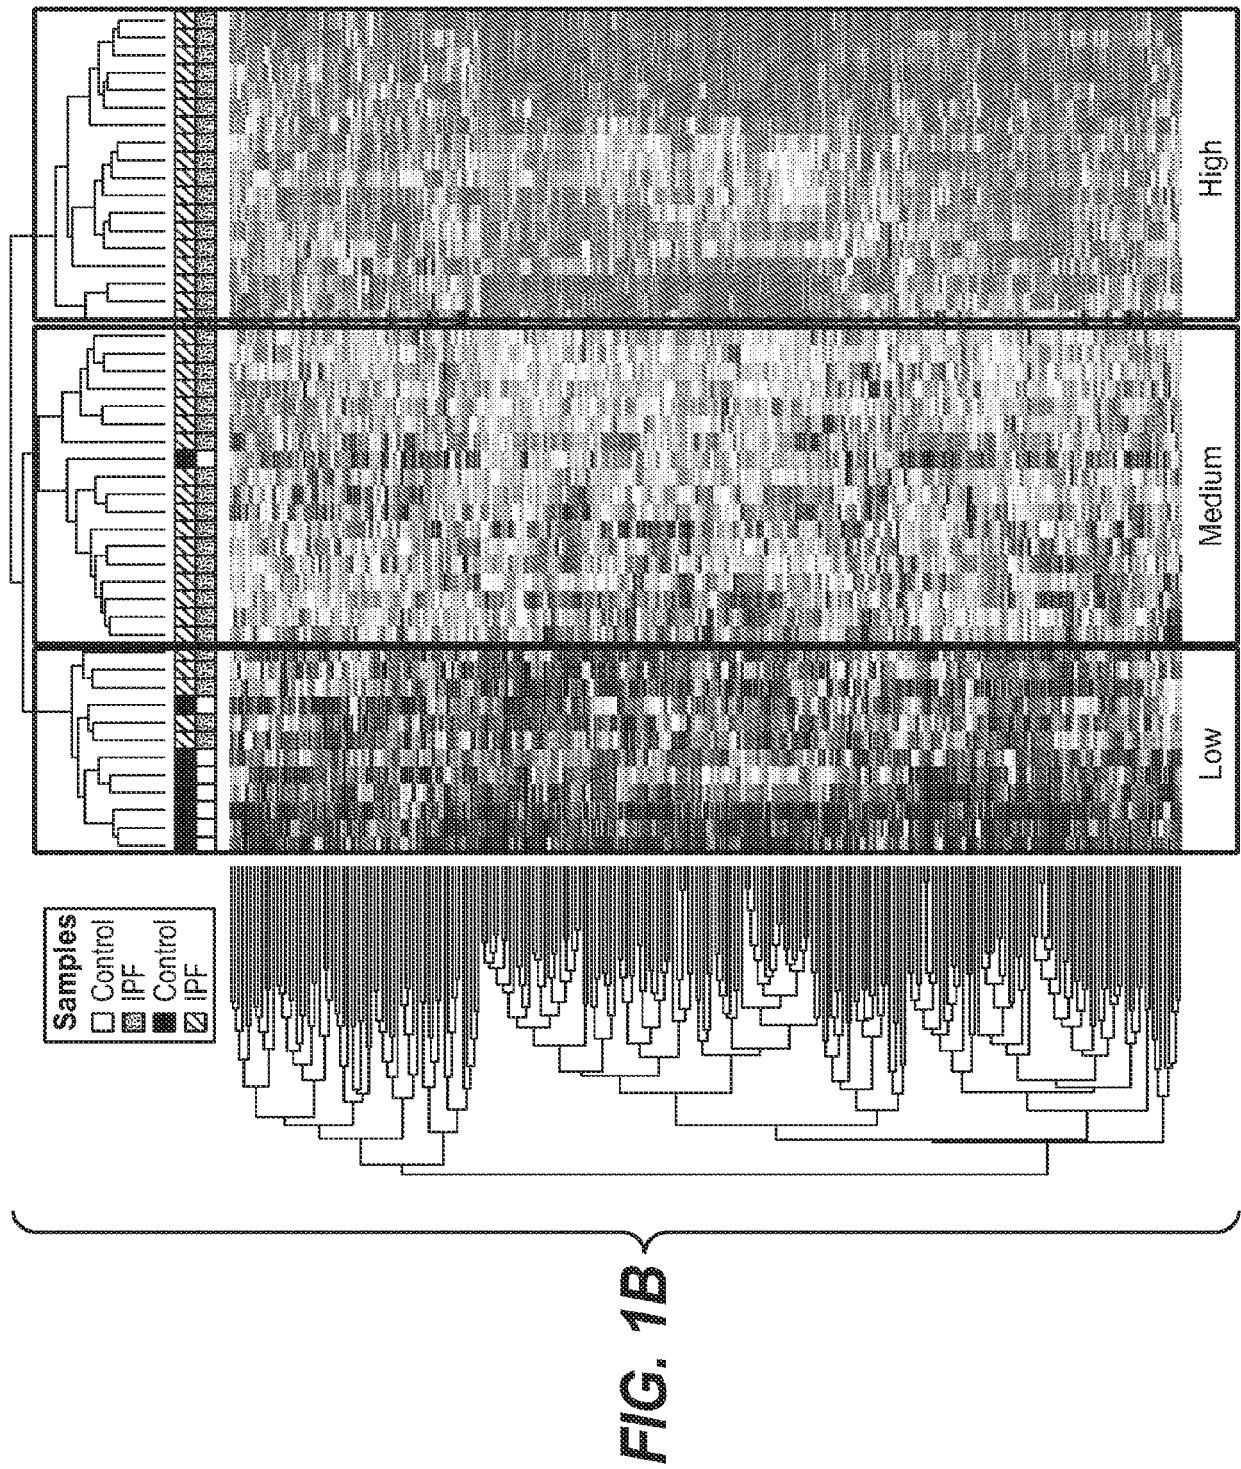 Samples
Control
IPF
Control
IPF
Low
Medium
High
FIG. 1B